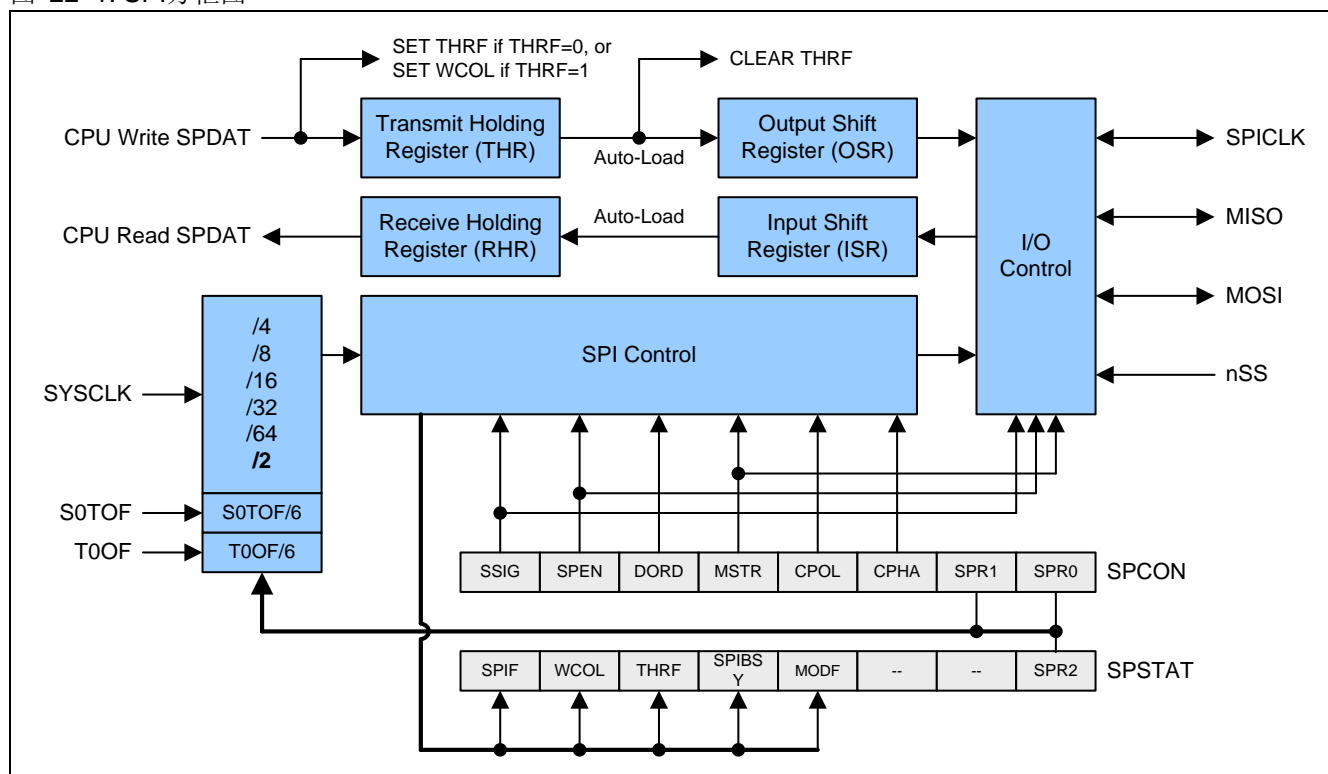 SET THRF if THRF=0, or
SET WCOL if THRF=1
CLEAR THRF
CPU Write SPDAT
Transmit Holding
Register (THR)
Auto-Load
Output Shift
Register (OSR)
SPICLK
CPU Read SPDAT
Receive Holding
Register (RHR)
Auto-Load
Input Shift
Register (ISR)
I/O
Control
MISO
MOSI
nSS
SYSCLK
/4
/8
/16
/32
/64
/2
SPI Control
S0TOF
S0TOF/6
T0OF
T0OF/6
SSIG SPEN DORD MSTR CPOL CPHA SPR1 SPR0 SPCON
SPIF WCOL THRF SPIBS
Y MODF -- -- SPR2 SPSTAT